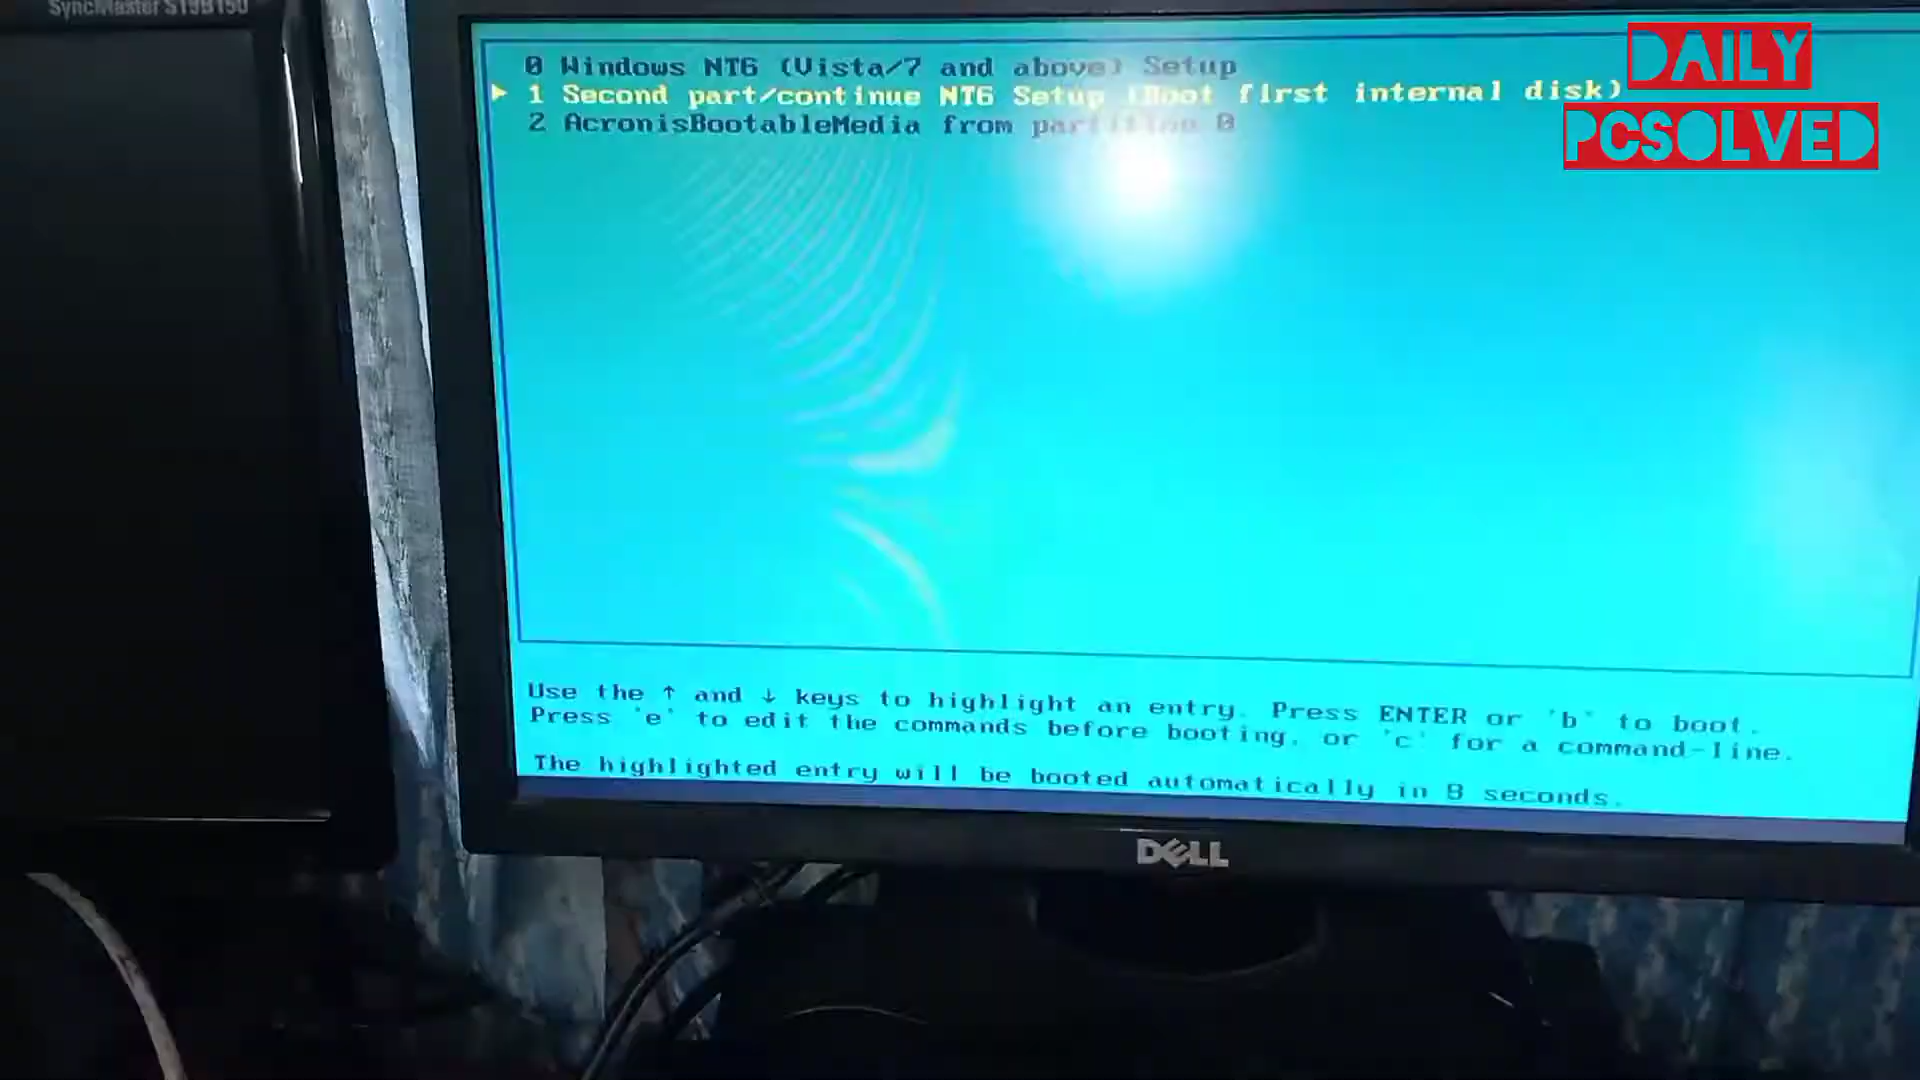 SyncMaster S19B150
DAILY
PCSOLVED
0 Windows NT6 (Vista/7 and above) Setup
1 Second part/continue NT6 Setup (Boot first internal disk)
2 AcronisBootableMedia from partition 0
Use the ↑ and ↓ keys to highlight an entry. Press ENTER or 'b' to boot.
Press 'e' to edit the commands before booting, or 'c' for a command-line.
The highlighted entry will be booted automatically in 8 seconds.
DELL